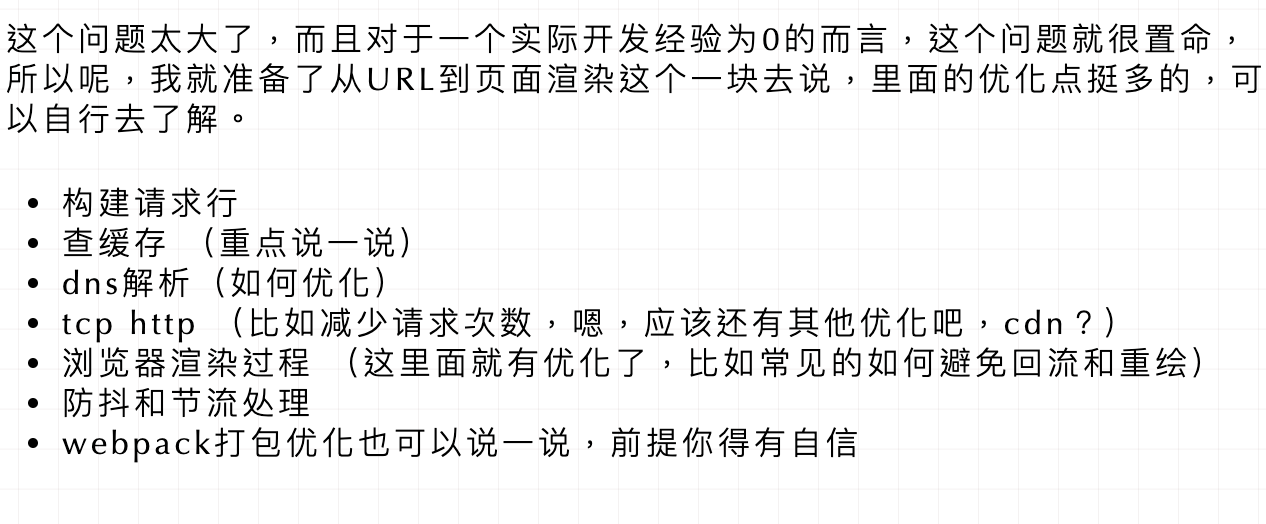 这个问题太大了，而且对于一个实际开发经验为0的而言，这个问题就很置命，
所以呢，我就准备了从URL到页面渲染这个一块去说，里面的优化点挺多的，可
以自行去了解。
• 构建请求行
• 查缓存 （重点说一说）
• dns解析（如何优化）
• tcp http （比如减少请求次数，嗯，应该还有其他优化吧，cdn？）
• 浏览器渲染过程 （这里面就有优化了，比如常见的如何避免回流和重绘）
• 防抖和节流处理
• webpack打包优化也可以说一说，前提你得有自信